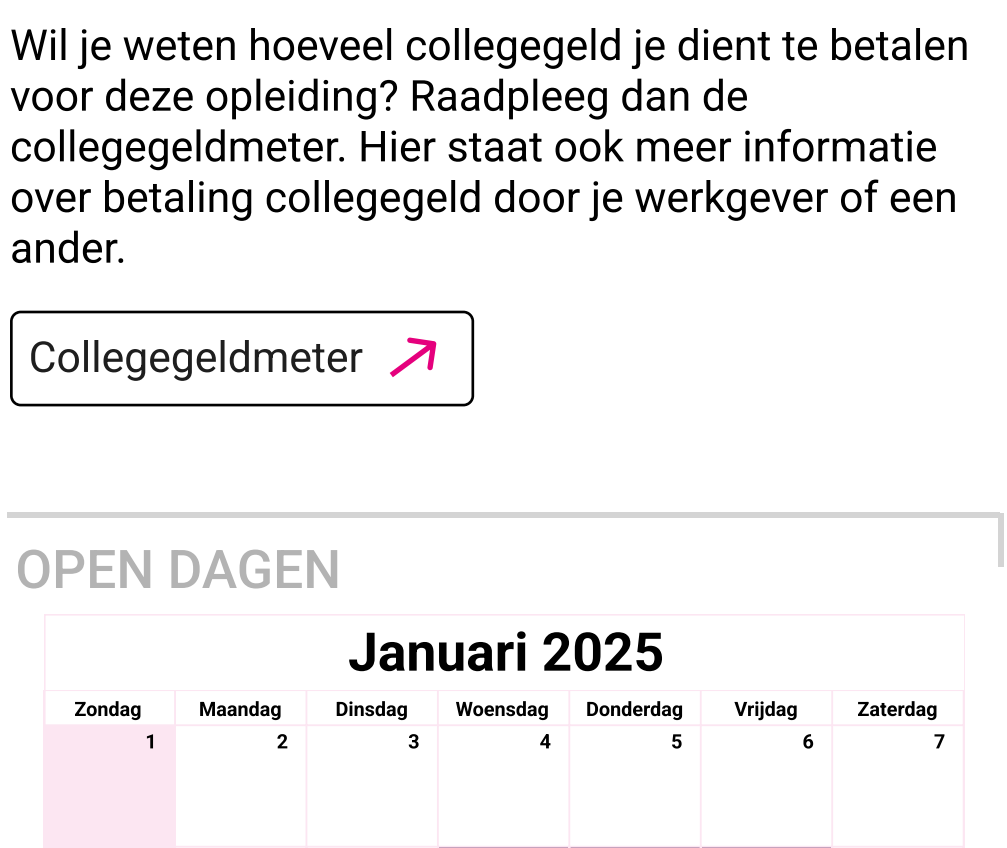 Wil je weten hoeveel collegegeld je dient te betalen
voor deze opleiding? Raadpleeg dan de
collegegeldmeter. Hier staat ook meer informatie
over betaling collegegeld door je werkgever of een
ander.
Collegegeldmeter
OPEN DAGEN
Januari 2025
Zondag Maandag Dinsdag Woensdag Donderdag Vrijdag Zaterdag
1 2 3 4 5 6 7